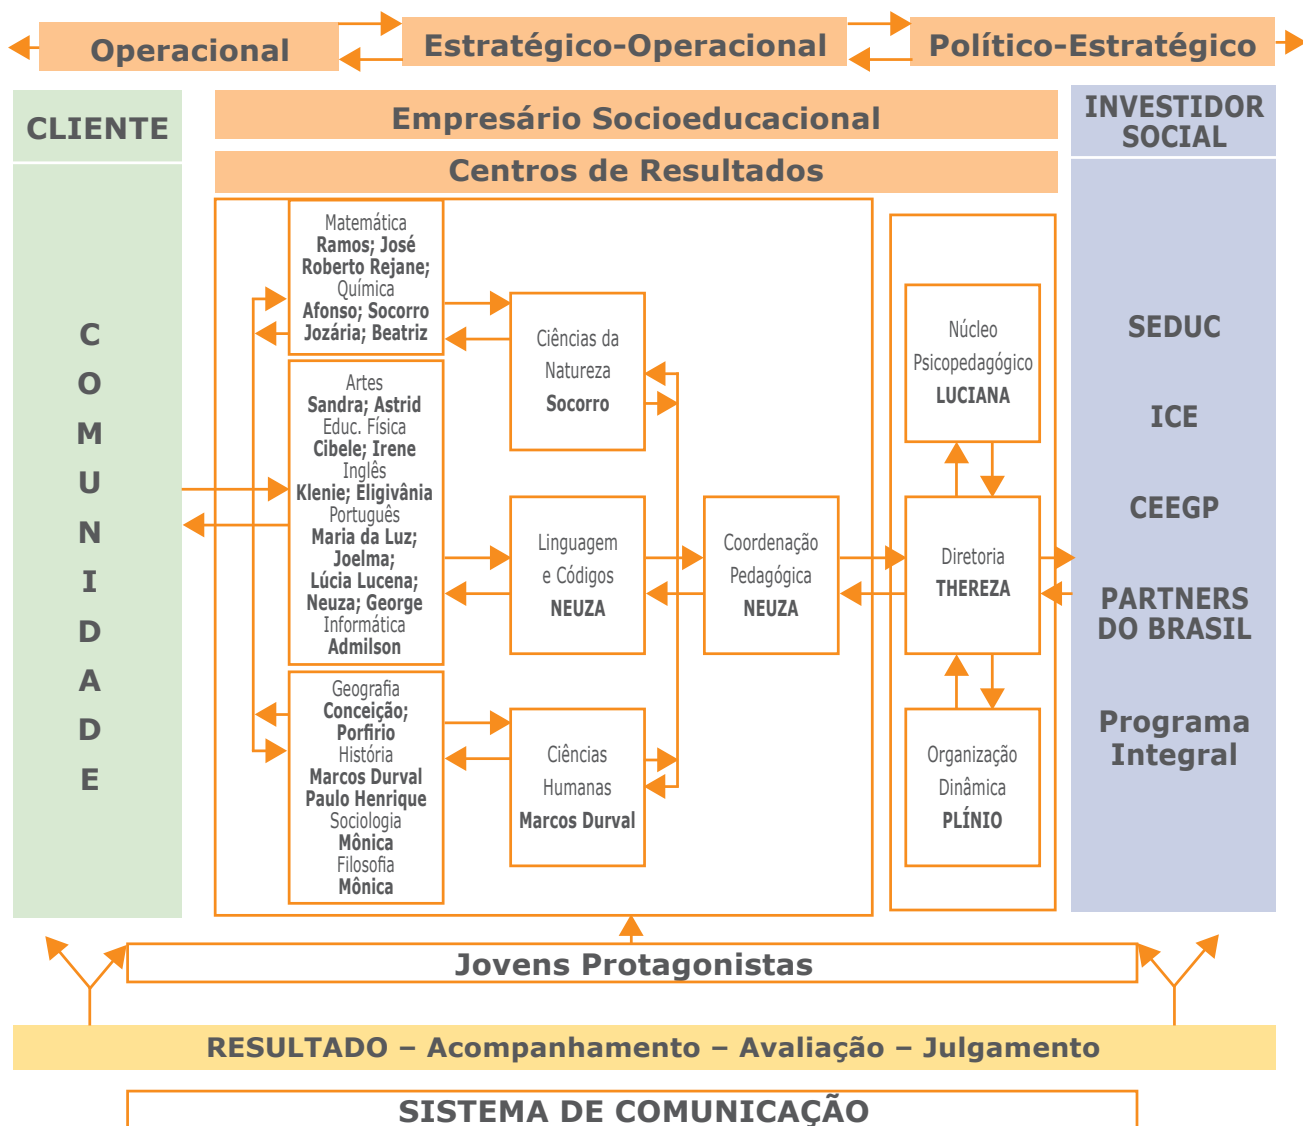 Operacional
Estratégico-Operacional
Político-Estratégico
CLIENTE
C
O
M
U
N
I
D
A
D
E
Empresário Socioeducacional
Centros de Resultados
Matemática
Ramos; José
Roberto Rejane;
Química
Afonso; Socorro
Jozária; Beatriz
Artes
Sandra; Astrid
Educ. Física
Cibele; Irene
Inglês
Klenie; Eligivânia
Português
Maria da Luz;
Joelma;
Lúcia Lucena;
Neuza; George
Informática
Admilson
Geografia
Conceição;
Porfirio
História
Marcos Durval
Paulo Henrique
Sociologia
Mônica
Filosofia
Mônica
Ciências da
Natureza
Socorro
Linguagem
e Códigos
NEUZA
Ciências
Humanas
Marcos Durval
Coordenação
Pedagógica
NEUZA
Núcleo
Psicopedagógico
LUCIANA
Diretoria
THEREZA
Organização
Dinâmica
PLÍNIO
INVESTIDOR
SOCIAL
SEDUC
ICE
CEEGP
PARTNERS
DO BRASIL
Programa
Integral
Jovens Protagonistas
RESULTADO – Acompanhamento – Avaliação – Julgamento
SISTEMA DE COMUNICAÇÃO